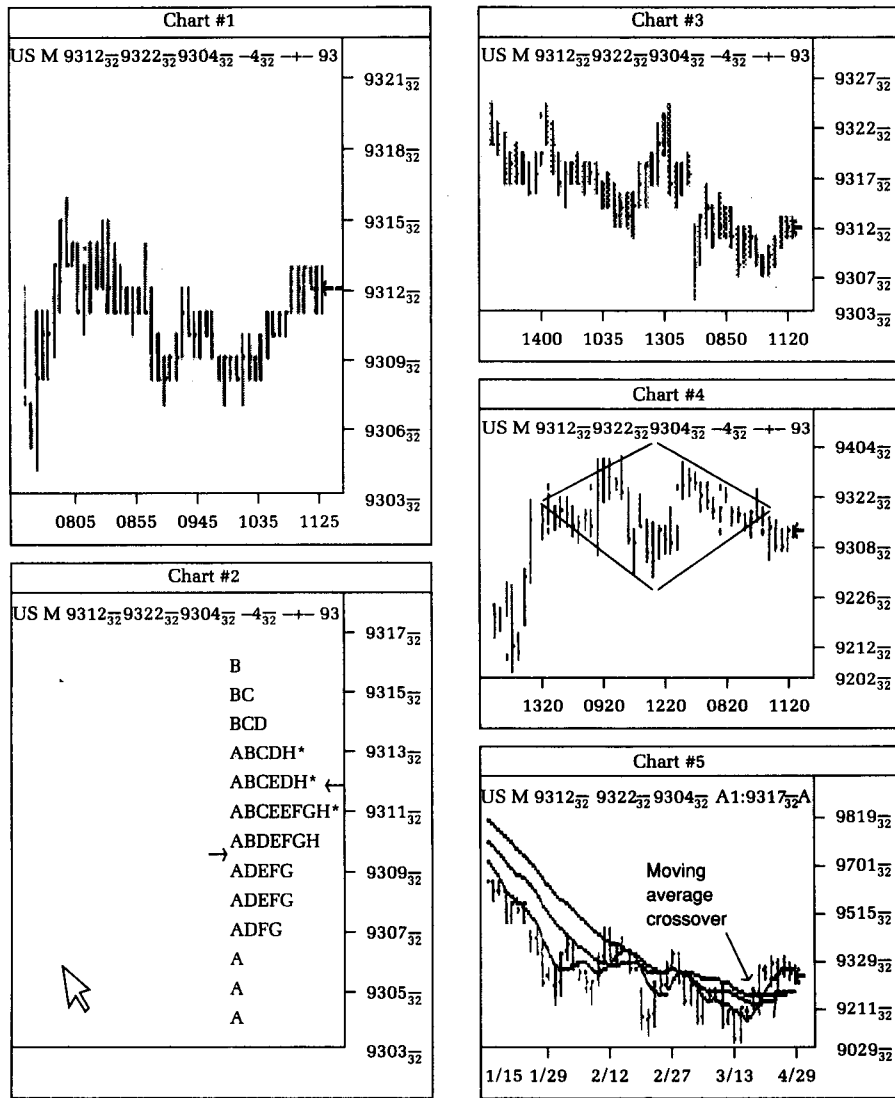 Chart #1
US M 9312 32 9322 32 9304 32 −4 32 −+− 93
9321 32
9318 32
9315 32
9312 32
9309 32
9306 32
9303 32
0805 0855 0945 1035 1125
Chart #2
US M 9312 32 9322 32 9304 32 −4 32 −+− 93
9317 32
B
BC
9315 32
BCD
ABCDH*
9313 32
ABCEDH* ←
ABCEEFGH*
9311 32
ABDEFGH
→
ADEFG
9309 32
ADEFG
ADFG
9307 32
A
A
9305 32
A
9303 32
Chart #3
US M 9312 32 9322 32 9304 32 −4 32 −+− 93
9327 32
9322 32
9317 32
9312 32
9307 32
9303 32
1400 1035 1305 0850 1120
Chart #4
US M 9312 32 9322 32 9304 32 −4 32 −+− 93
9404 32
9322 32
9308 32
9226 32
9212 32
9202 32
1320 0920 1220 0820 1120
Chart #5
US M 9312 32 9322 32 9304 32 A1:9317 32 A
9819 32
9701 32
9515 32
9329 32
9211 32
9029 32
Moving
average
crossover
1/15 1/29 2/12 2/27 3/13 4/29